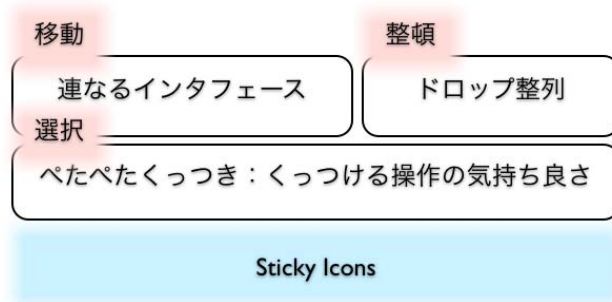 移動
整頓
連なるインタフェース
ドロップ整列
選択
ぺたぺたくっつき：くっつける操作の気持ち良さ
Sticky Icons